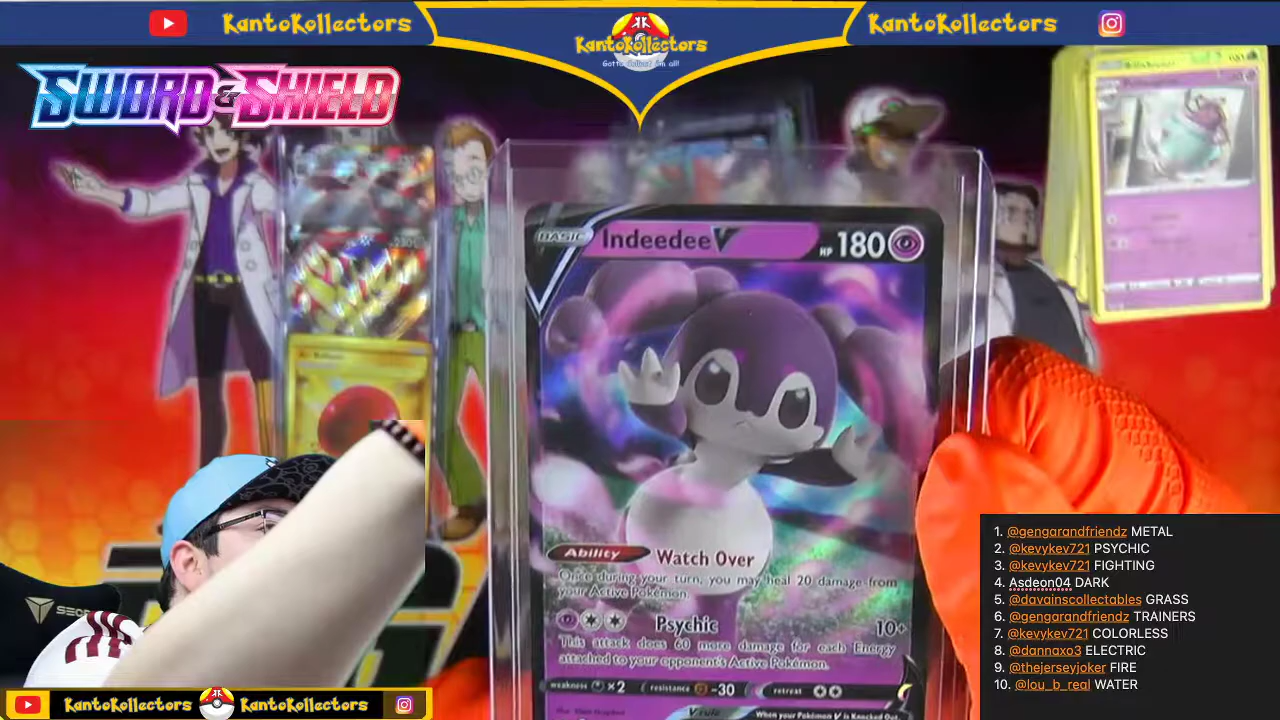 KantoKollectors
KantoKollectors
KantoKollectors
Gotta Kollect 'em all!
SWORD & SHIELD
BASIC Indeedee V HP 180
Ability Watch Over
Once during your turn, you may heal 20 damage from
your Active Pokémon.
Psychic 10+
This attack does 60 more damage for each Energy
attached to your opponent's Active Pokémon.
weakness ×2 resistance -30 retreat
V rule When your Pokémon V is Knocked Out,
1. @gengarandfriendz METAL
2. @kevykev721 PSYCHIC
3. @kevykev721 FIGHTING
4. Asdeon04 DARK
5. @davainscollectables GRASS
6. @gengarandfriendz TRAINERS
7. @kevykev721 COLORLESS
8. @dannaxo3 ELECTRIC
9. @thejerseyjoker FIRE
10. @lou_b_real WATER
KantoKollectors KantoKollectors